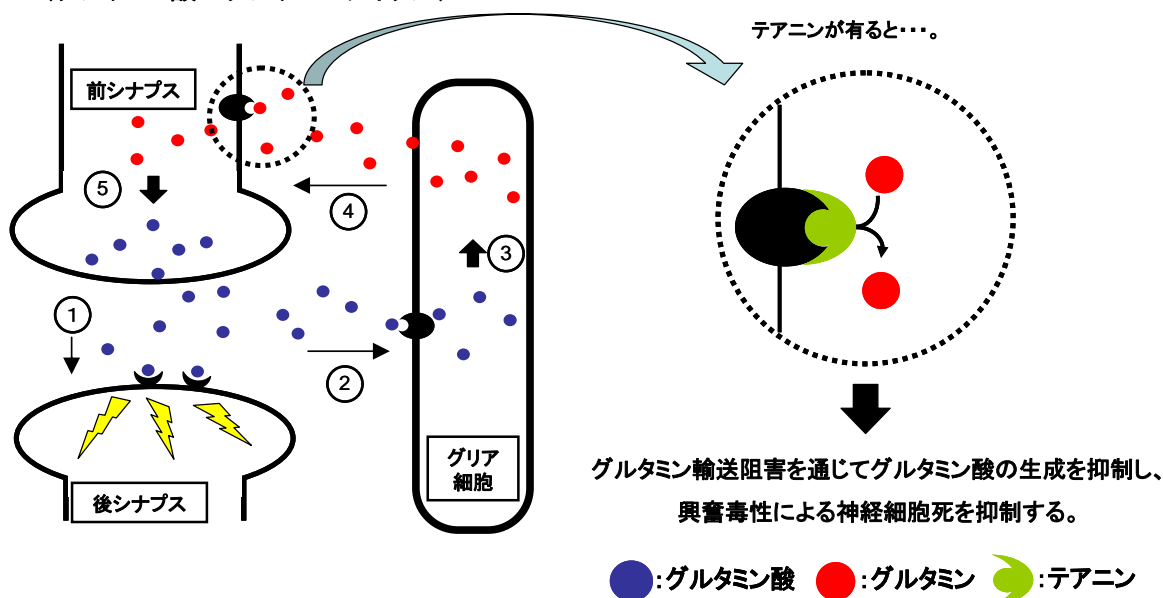 テアニンが有ると・・・。
前シナプス
⑤
④
③
①
②
グリア
細胞
後シナプス
グルタミン輸送阻害を通じてグルタミン酸の生成を抑制し、
興奮毒性による神経細胞死を抑制する。
:グルタミン酸 :グルタミン :テアニン